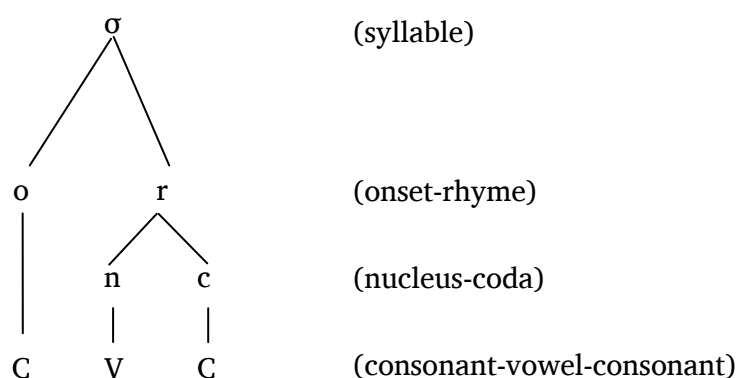 σ (syllable)
o r (onset-rhyme)
n c (nucleus-coda)
C V C (consonant-vowel-consonant)